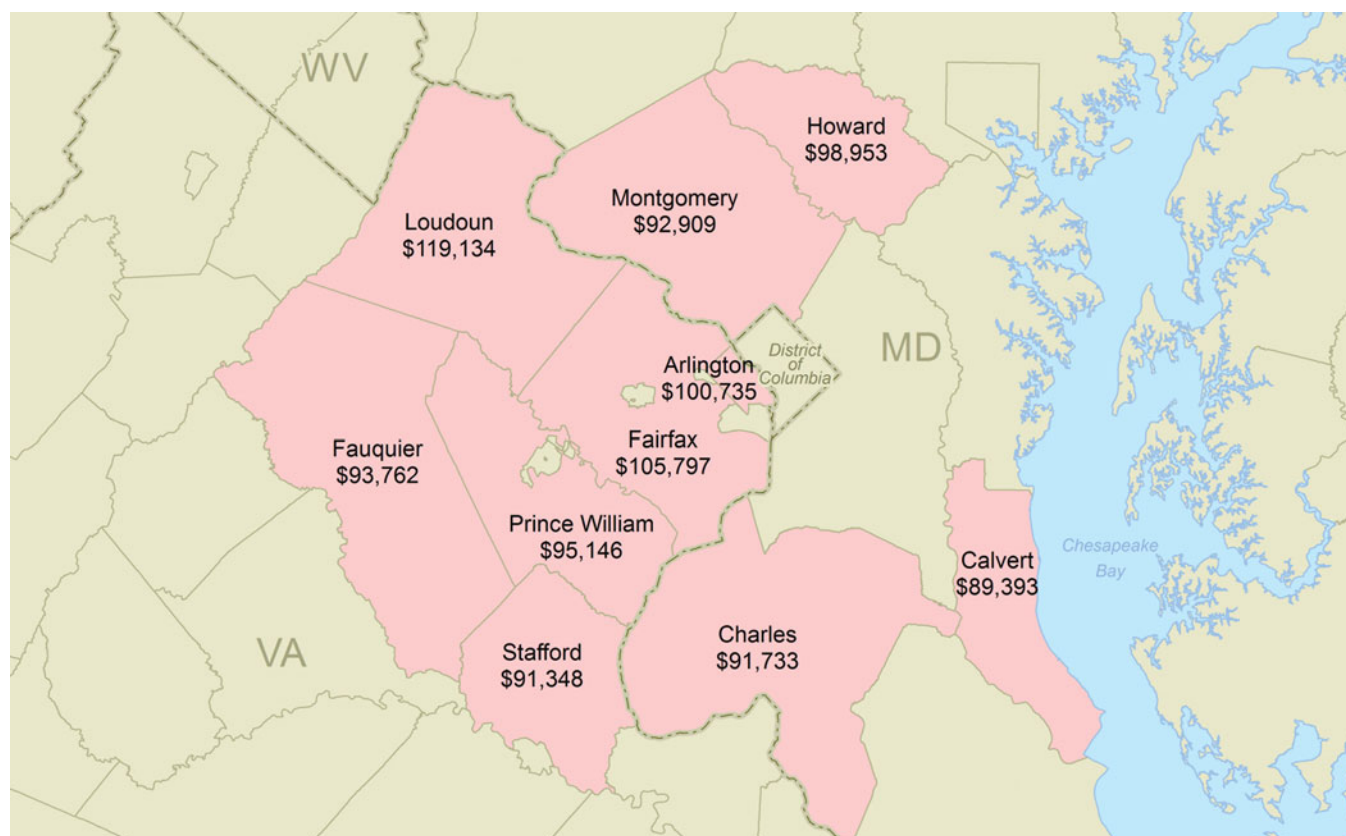 WV
Howard
$98,953
Montgomery
$92,909
Loudoun
$119,134
MD
District
of
Columbia
Arlington
$100,735
Fauquier
$93,762
Fairfax
$105,797
Prince William
$95,146
Chesapeake
Bay
Calvert
$89,393
VA
Stafford
$91,348
Charles
$91,733